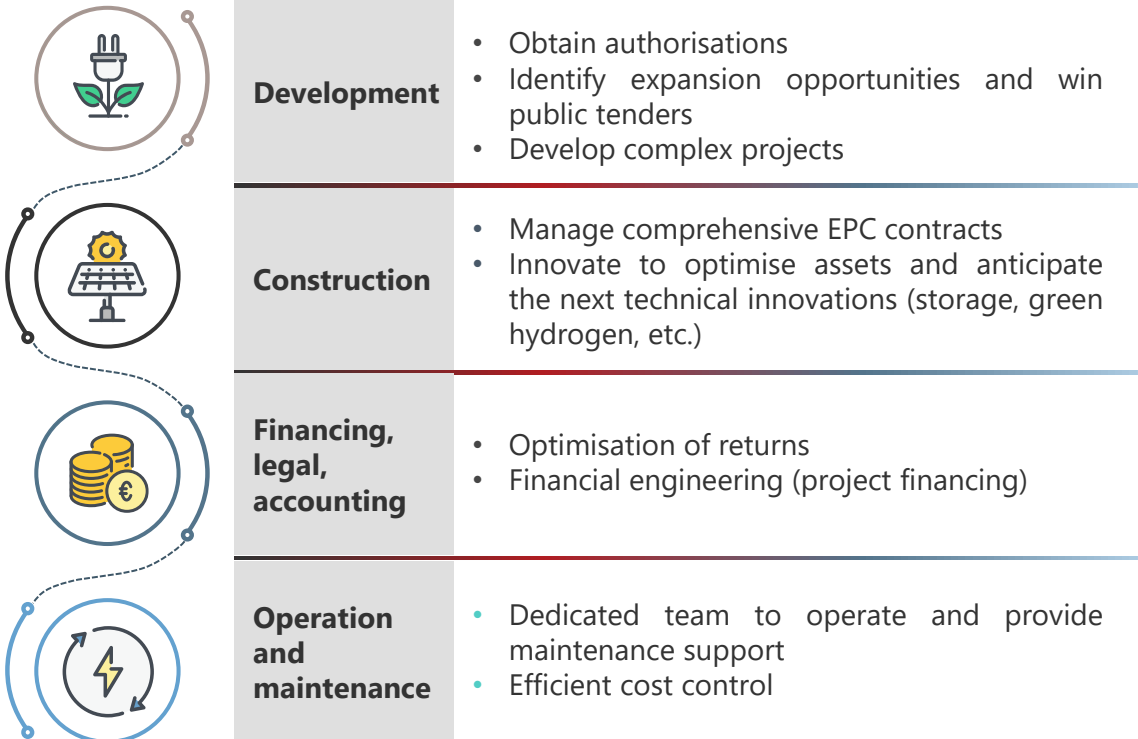 Development
• Obtain authorisations
• Identify expansion opportunities and win
public tenders
• Develop complex projects
Construction
• Manage comprehensive EPC contracts
• Innovate to optimise assets and anticipate
the next technical innovations (storage, green
hydrogen, etc.)
Financing,
legal,
accounting
• Optimisation of returns
• Financial engineering (project financing)
€
Operation
and
maintenance
• Dedicated team to operate and provide
maintenance support
• Efficient cost control